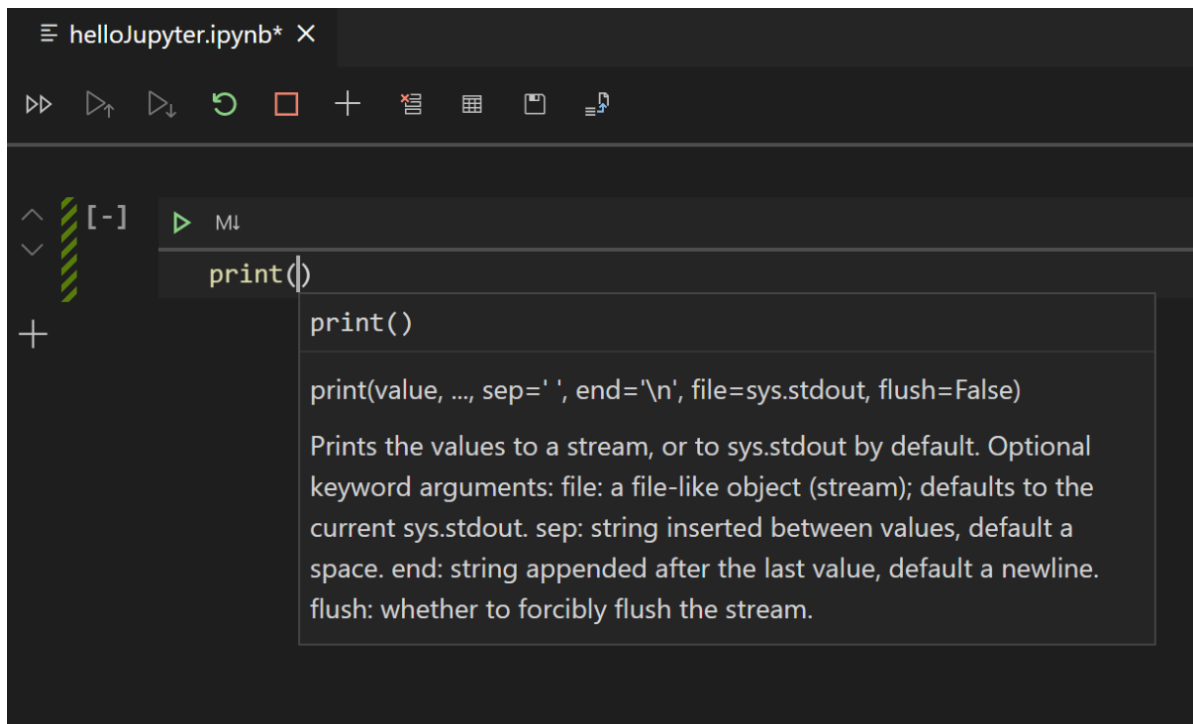 helloJupyter.ipynb*
[-]
M↓
print()
print()
print(value, ..., sep=' ', end='\n', file=sys.stdout, flush=False)
Prints the values to a stream, or to sys.stdout by default. Optional
keyword arguments: file: a file-like object (stream); defaults to the
current sys.stdout. sep: string inserted between values, default a
space. end: string appended after the last value, default a newline.
flush: whether to forcibly flush the stream.